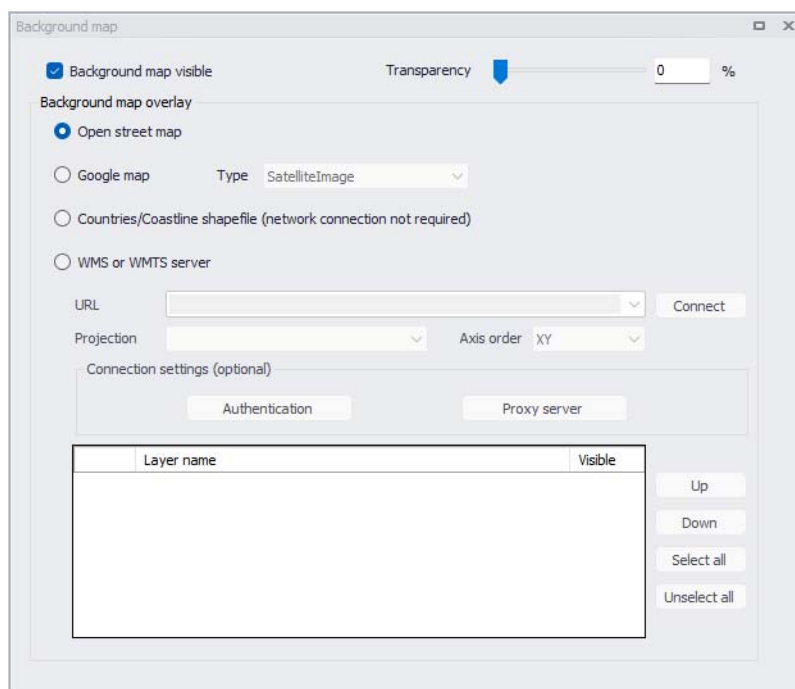 Background map
Background map visible
Transparency
0
%
Background map overlay
Open street map
Google map
Type
SatelliteImage
Countries/Coastline shapefile (network connection not required)
WMS or WMTS server
URL
Connect
Projection
Axis order
XY
Connection settings (optional)
Authentication
Proxy server
Layer name
Visible
Up
Down
Select all
Unselect all